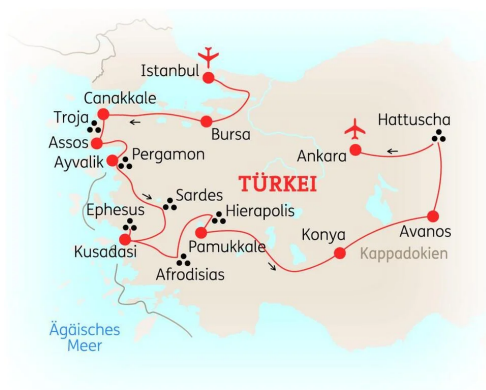 Istanbul
Canakkale
Hattuscha
Troja
Bursa
Assos
Pergamon
Ankara
Ayvalik
TÜRKEI
Sardes
Ephesus
Hierapolis
Konya
Avanos
Kusadasi
Pamukkale
Kappadokien
Afrodisias
Ägäisches
Meer